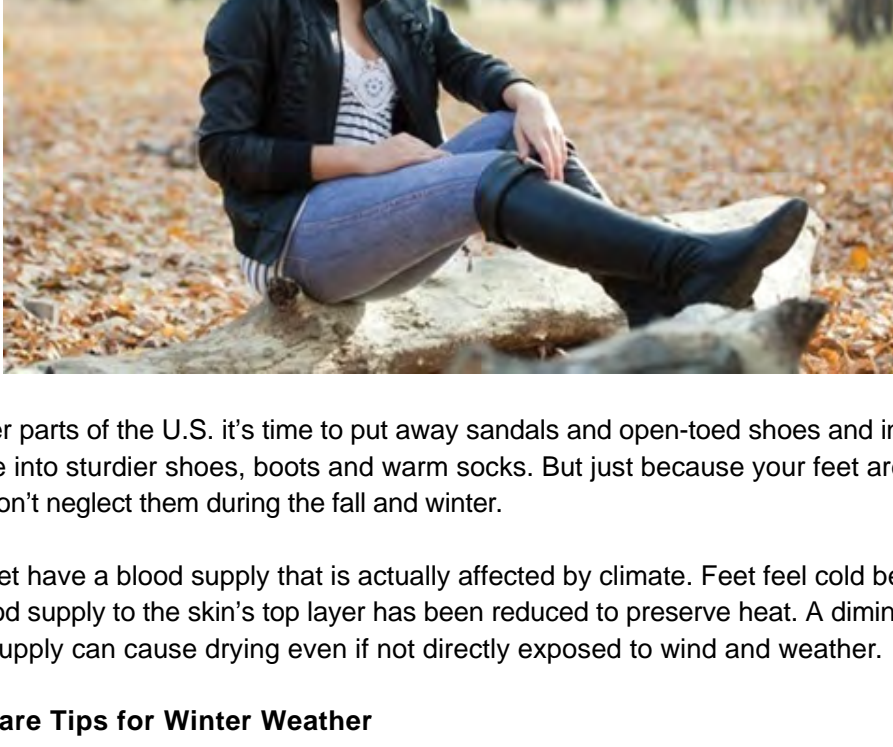 er parts of the U.S. it’s time to put away sandals and open-toed shoes and in
e into sturdier shoes, boots and warm socks. But just because your feet are
on’t neglect them during the fall and winter.
et have a blood supply that is actually affected by climate. Feet feel cold be
od supply to the skin’s top layer has been reduced to preserve heat. A dimin
upply can cause drying even if not directly exposed to wind and weather.
are Tips for Winter Weather